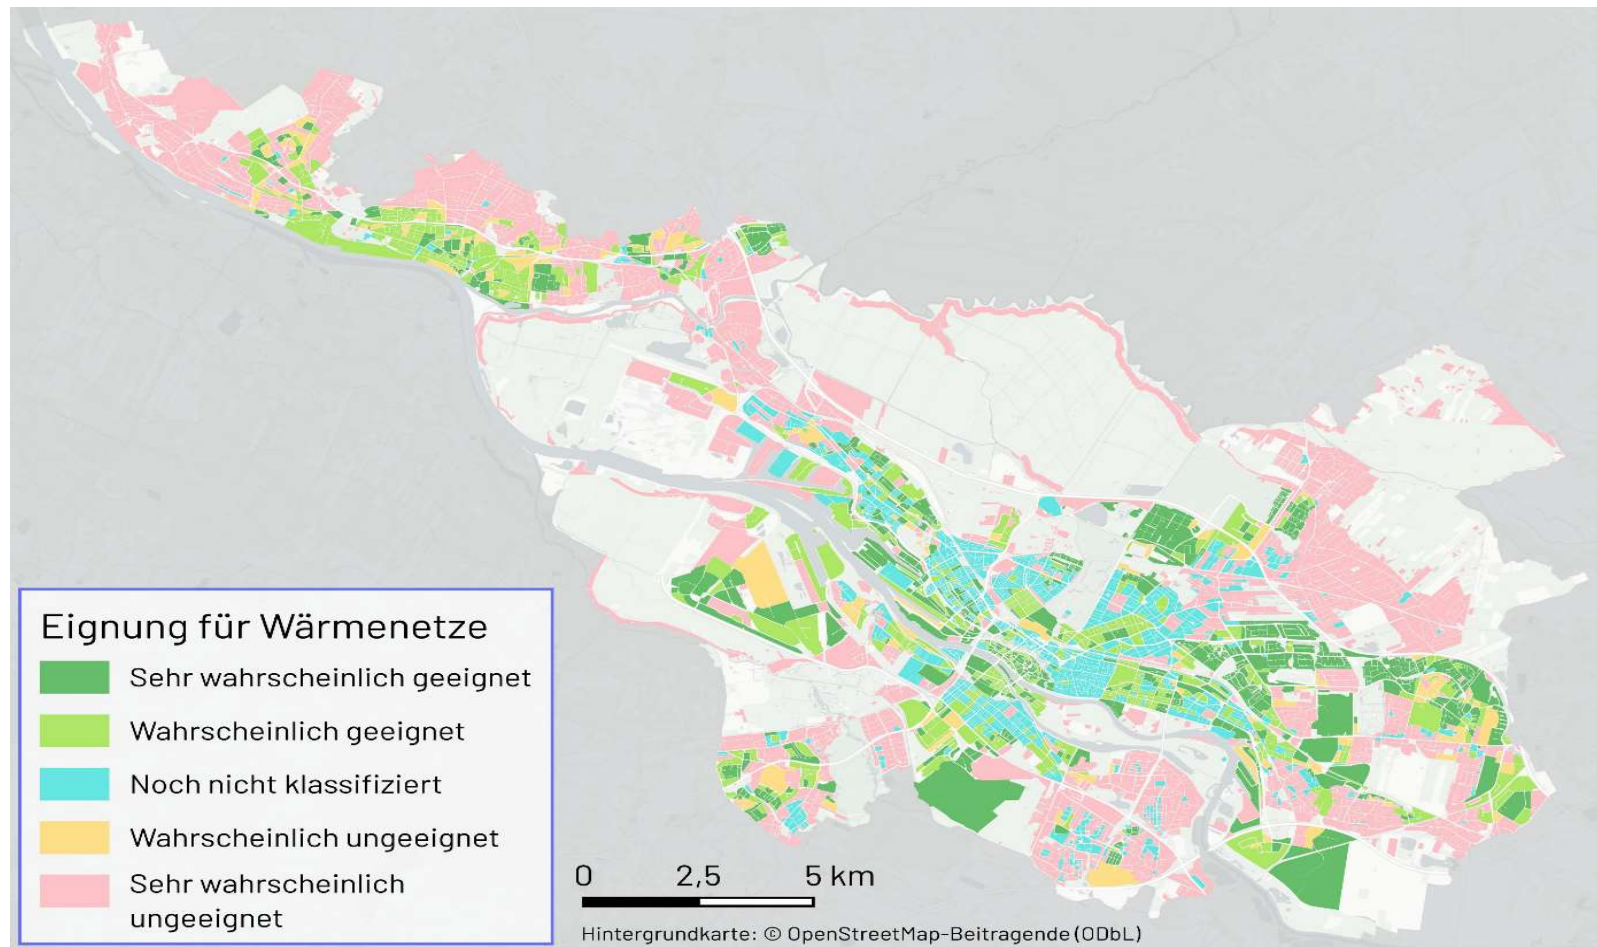 Eignung für Wärmenetze
Sehr wahrscheinlich geeignet
Wahrscheinlich geeignet
Noch nicht klassifiziert
Wahrscheinlich ungeeignet
Sehr wahrscheinlich
ungeeignet
0 2,5 5 km
Hintergrundkarte: © OpenStreetMap-Beitragende (ODbL)